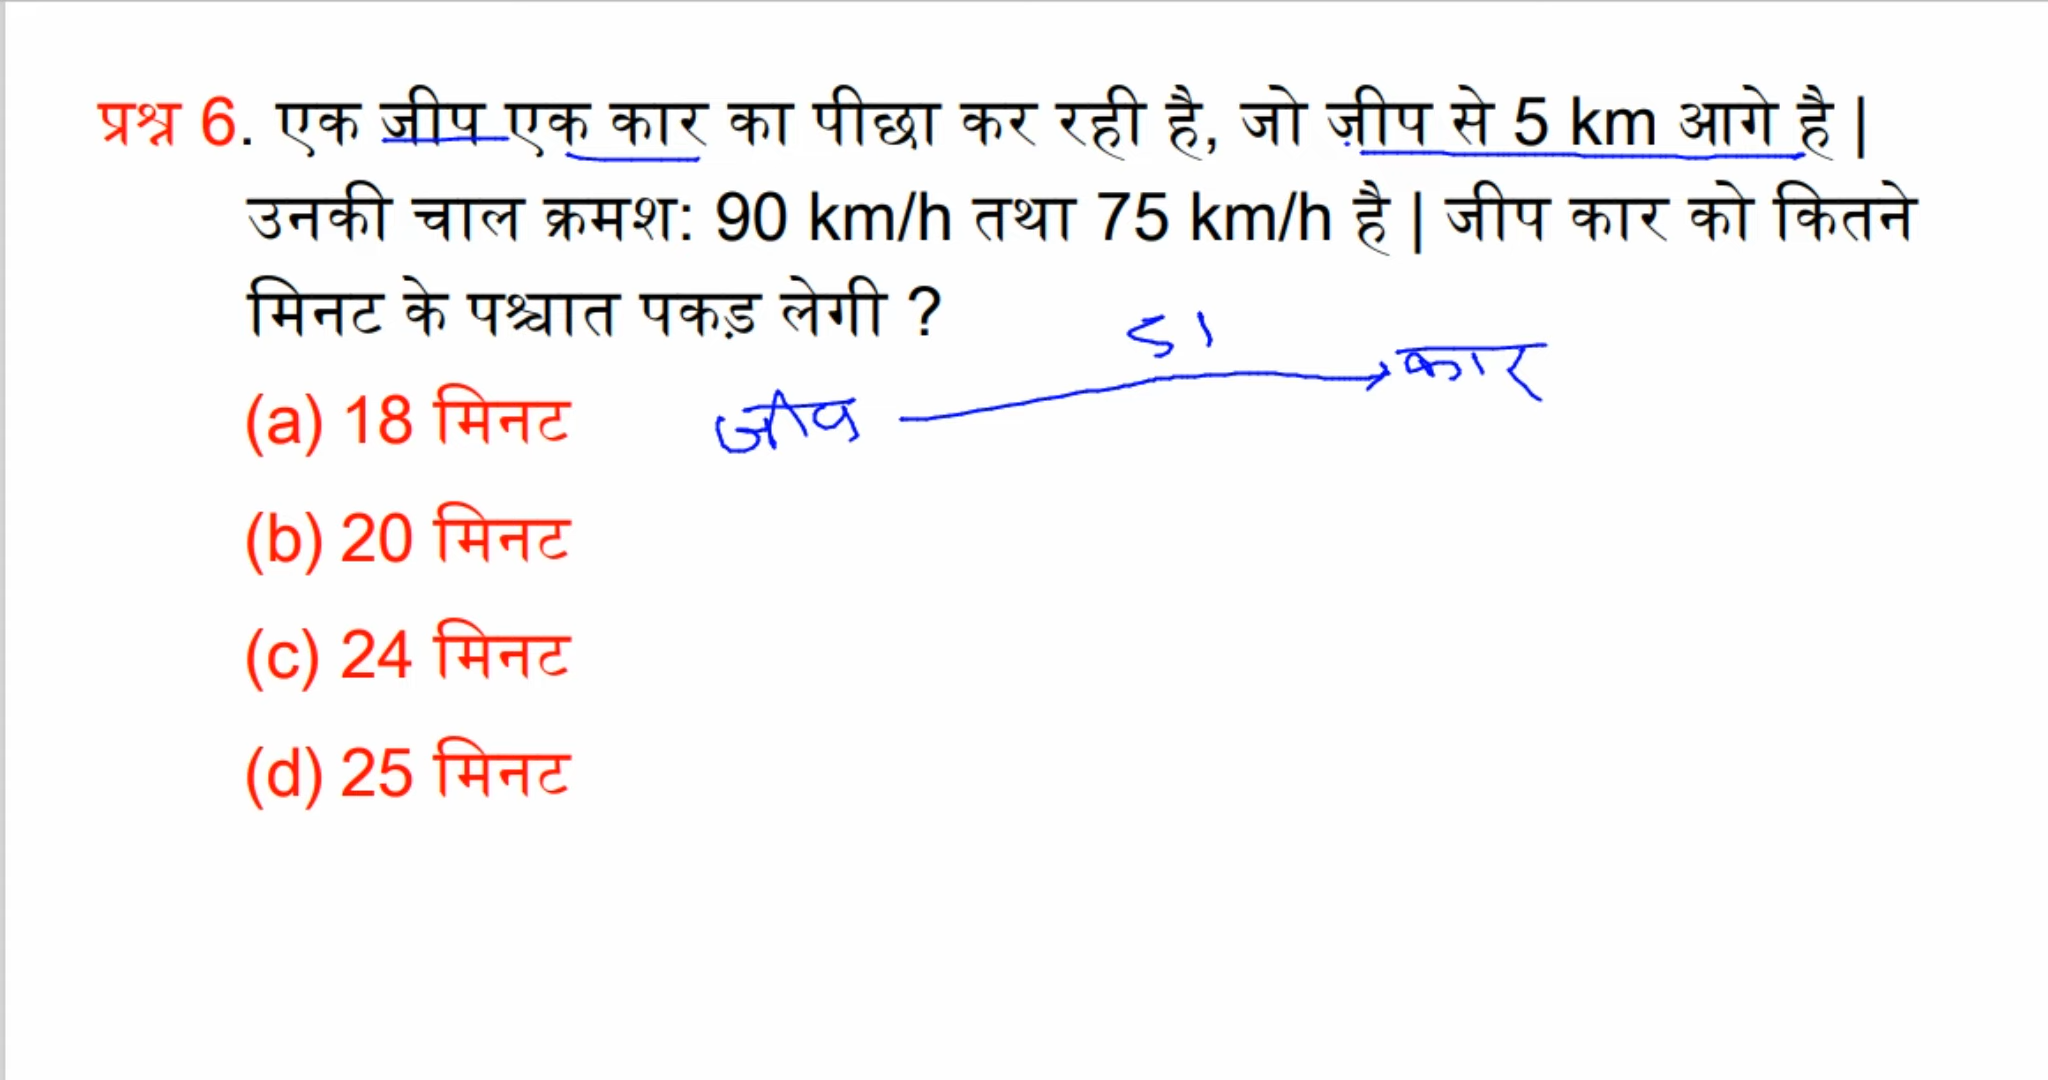 प्रश्न 6. एक जीप एक कार का पीछा कर रही है, जो ज़ीप से 5 km आगे है |
उनकी चाल क्रमश: 90 km/h तथा 75 km/h है | जीप कार को कितने
मिनट के पश्चात पकड़ लेगी ?
5 1
जीप
कार
(a) 18 मिनट
(b) 20 मिनट
(c) 24 मिनट
(d) 25 मिनट